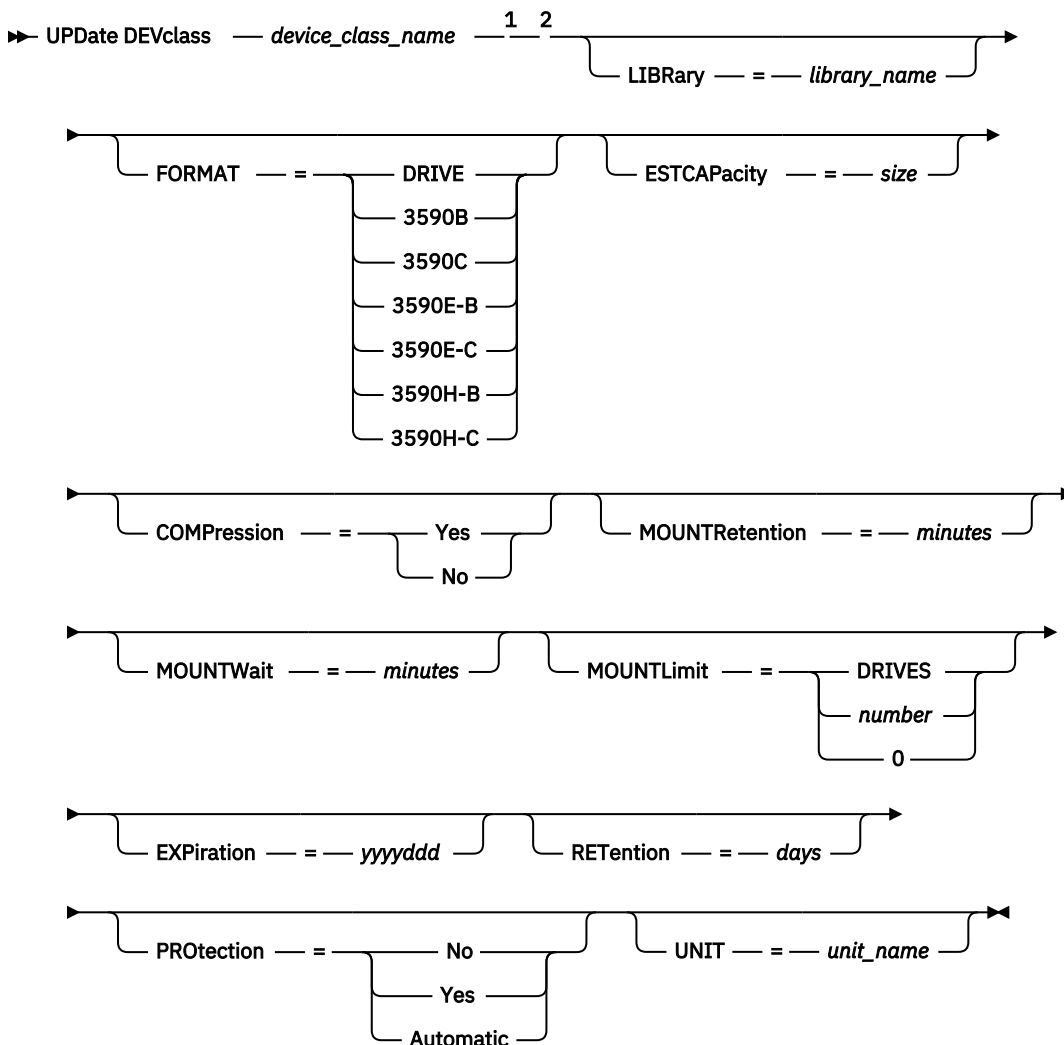 1 2
UPDate DEVclass device_class_name
LIBRary = library_name
FORMAT = DRIVE
3590B
3590C
3590E-B
3590E-C
3590H-B
3590H-C
ESTCAPacity = size
COMPression = Yes
No
MOUNTRetention = minutes
MOUNTWait = minutes
MOUNTLimit = DRIVES
number
0
EXPiration = yyyyddd
RETention = days
PROtection = No
Yes
Automatic
UNIT = unit_name